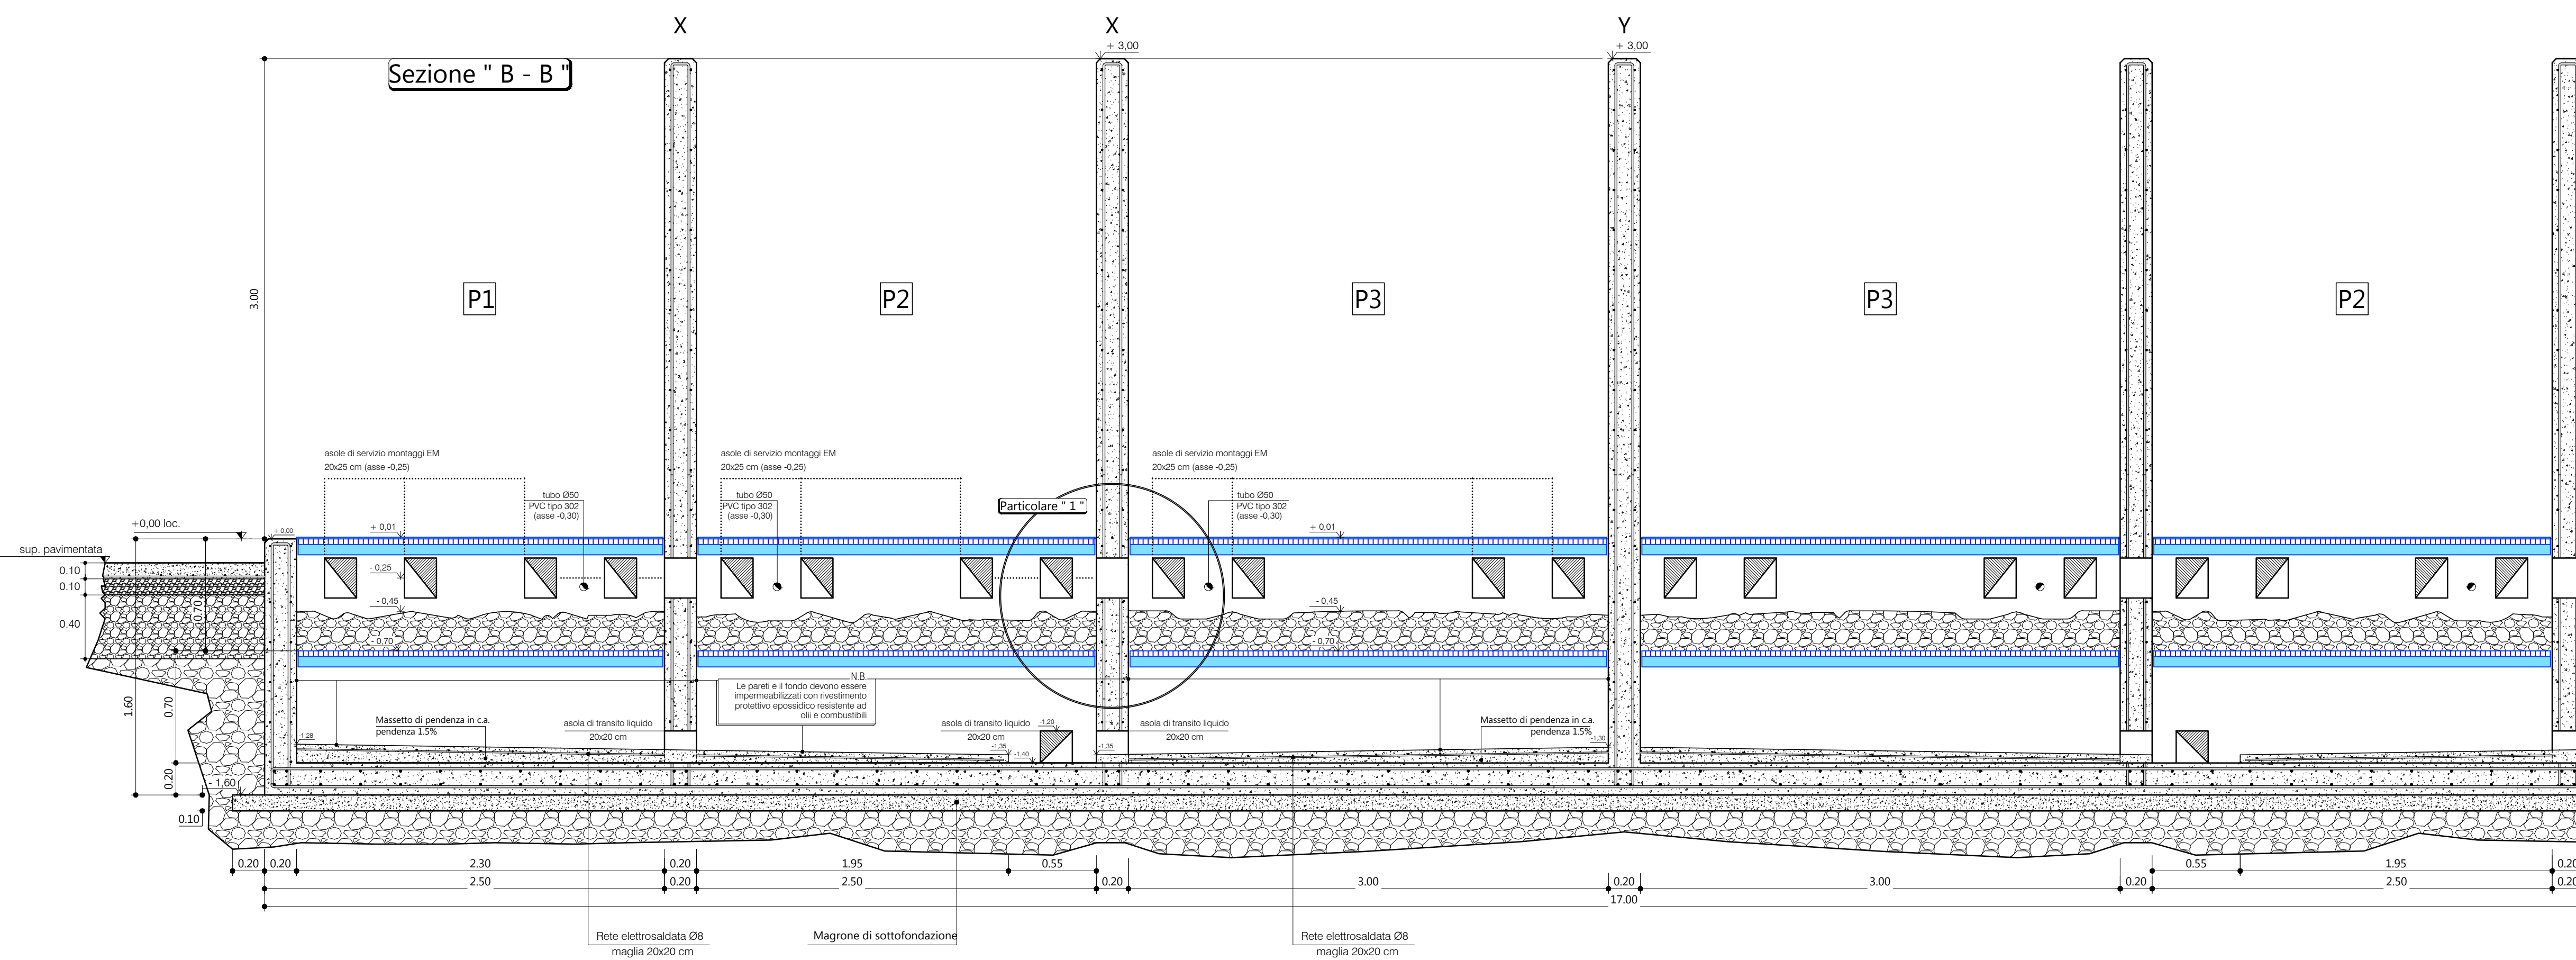 X
X
Y
+ 3,00
+ 3,00
Sezione " B - B "
3.00
P1
P2
P3
P3
P2
asole di servizio montaggi EM
20x25 cm (asse -0,25)
asole di servizio montaggi EM
20x25 cm (asse -0,25)
asole di servizio montaggi EM
20x25 cm (asse -0,25)
tubo Ø50
PVC tipo 302
(asse -0,30)
tubo Ø50
PVC tipo 302
(asse -0,30)
tubo Ø50
PVC tipo 302
(asse -0,30)
Particolare " 1 "
+0,00 loc.
+ 0.00
+ 0,01
+ 0,01
sup. pavimentata
0.10
0.10
0.40
0.70
- 0,25
- 0,45
- 0,45
- 0,70
- 0,70
1.60
0.70
0.20
- 1.60
0.10
N.B.
Le pareti e il fondo devono essere
impermeabilizzati con rivestimento
protettivo epossidico resistente ad
olii e combustibili
Massetto di pendenza in c.a.
pendenza 1.5%
asola di transito liquido
20x20 cm
asola di transito liquido
20x20 cm
asola di transito liquido
20x20 cm
Massetto di pendenza in c.a.
pendenza 1.5%
-1,28
-1,20
-1,35
-1,40
-1,35
-1,30
0.20
0.20
2.30
0.20
1.95
0.55
0.55
1.95
0.20
2.50
0.20
2.50
0.20
3.00
0.20
3.00
0.20
2.50
0.20
17.00
Rete elettrosaldata Ø8
maglia 20x20 cm
Magrone di sottofondazione
Rete elettrosaldata Ø8
maglia 20x20 cm